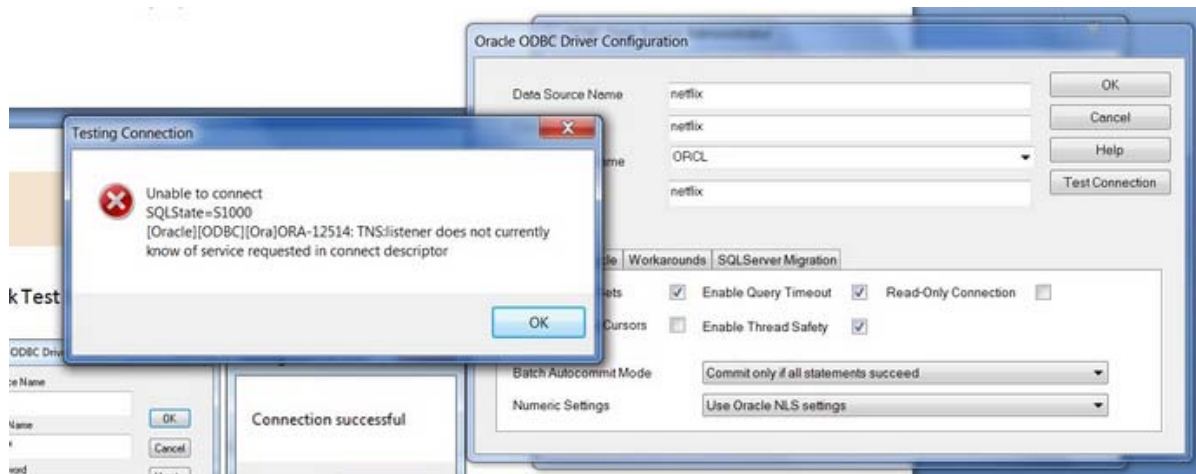 Oracle ODBC Driver Configuration
Data Source Name
netflix
OK
netflix
Cancel
ORCL
Help
netflix
Test Connection
Testing Connection
Unable to connect
SQLState=S1000
[Oracle][ODBC][Ora]ORA-12514: TNS:listener does not currently
know of service requested in connect descriptor
OK
Workarounds
SQLServer Migration
Enable Query Timeout
Read-Only Connection
Cursors
Enable Thread Safety
Batch Autocommit Mode
Commit only if all statements succeed
Numeric Settings
Use Oracle NLS settings
k Test
ODBC Driv
ce Name
OK
Name
Cancel
Connection successful